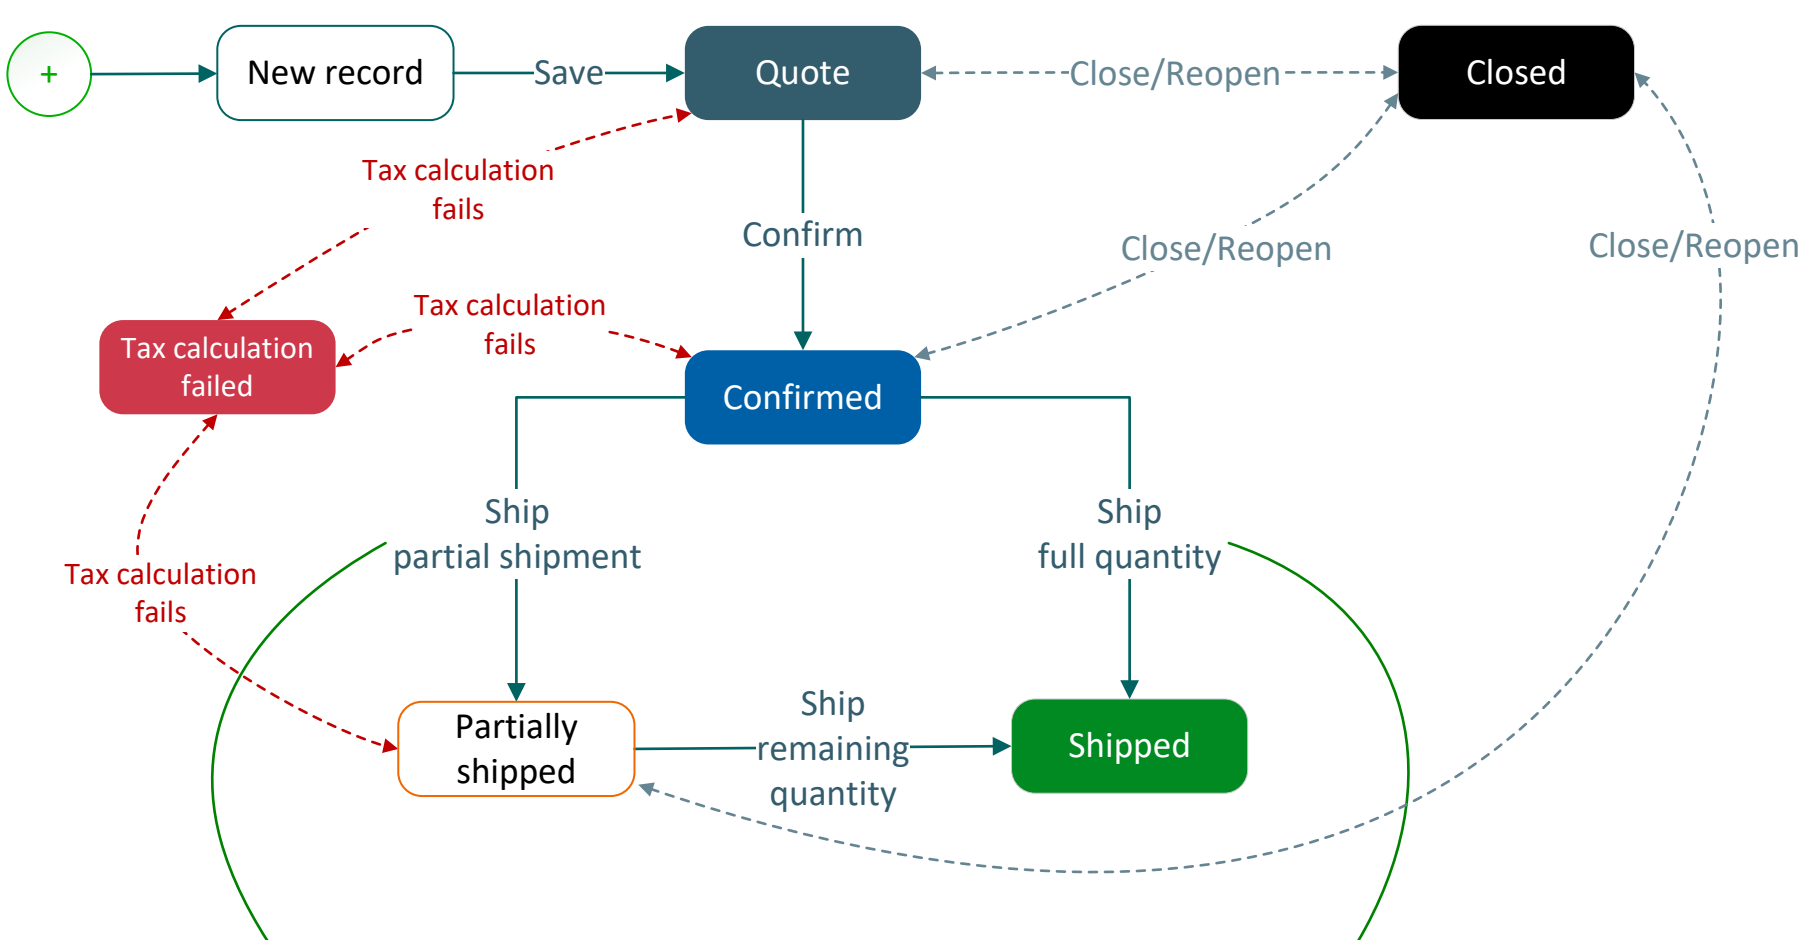 +
New record
Save
Quote
Close/Reopen
Closed
Tax calculation
fails
Confirm
Close/Reopen
Close/Reopen
Tax calculation
fails
Tax calculation
failed
Confirmed
Ship
partial shipment
Ship
full quantity
Tax calculation
fails
Partially
shipped
Ship
remaining
quantity
Shipped